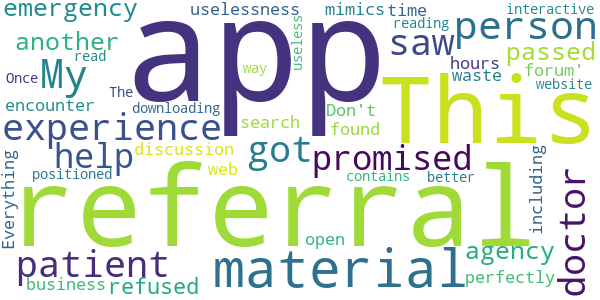 emergency
uselessness
mimics
time
interactive
another
My
app
useless
saw
reading
person
passed
Once
read
way
hours
This
encounter
The
downloading
waste
forum'
website
experience
search
Don't
found
help
discussion
got
promised
Everything
positioned
web
contains
better
including
doctor
referral
open
patient
material
agency
business
refused
perfectly